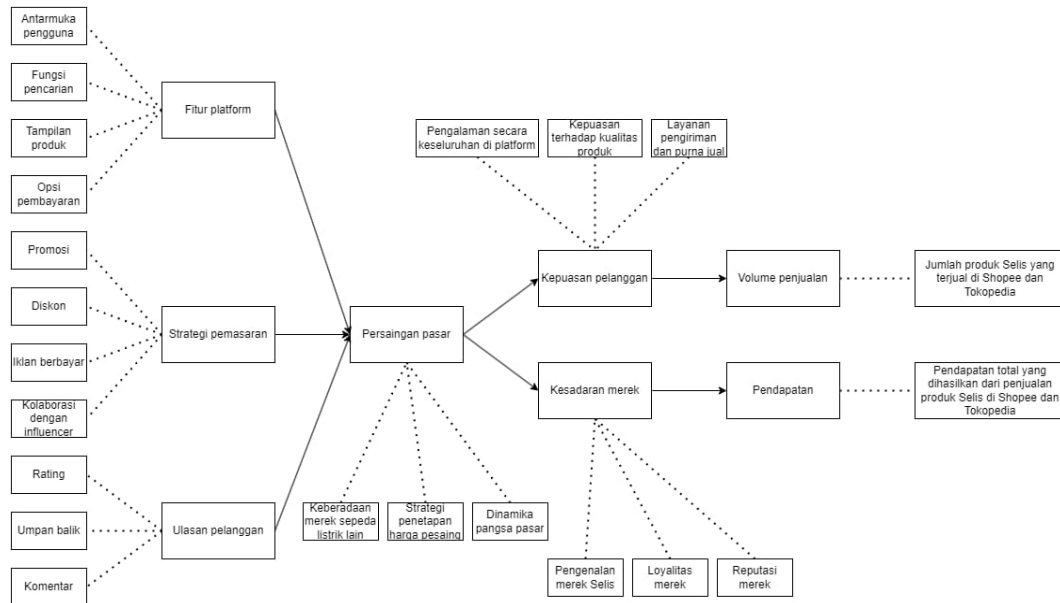 Antarmuka
pengguna
Fungsi
pencarian
Tampilan
produk
Opsi
pembayaran
Promosi
Diskon
Iklan berbayar
Kolaborasi
dengan
influencer
Rating
Umpan balik
Komentar
Fitur platform
Strategi pemasaran
Ulasan pelanggan
Persaingan pasar
Keberadaan
merek sepeda
listrik lain
Strategi
penetapan
harga pesaing
Dinamika
pangsa pasar
Pengalaman secara
keseluruhan di platform
Kepuasan
terhadap kualitas
produk
Layanan
pengiriman
dan purna jual
Kepuasan pelanggan
Kesadaran merek
Pengenalan
merek Selis
Loyalitas
merek
Reputasi
merek
Volume penjualan
Pendapatan
Jumlah produk Selis yang
terjual di Shopee dan
Tokopedia
Pendapatan total yang
dihasilkan dari penjualan
produk Selis di Shopee dan
Tokopedia